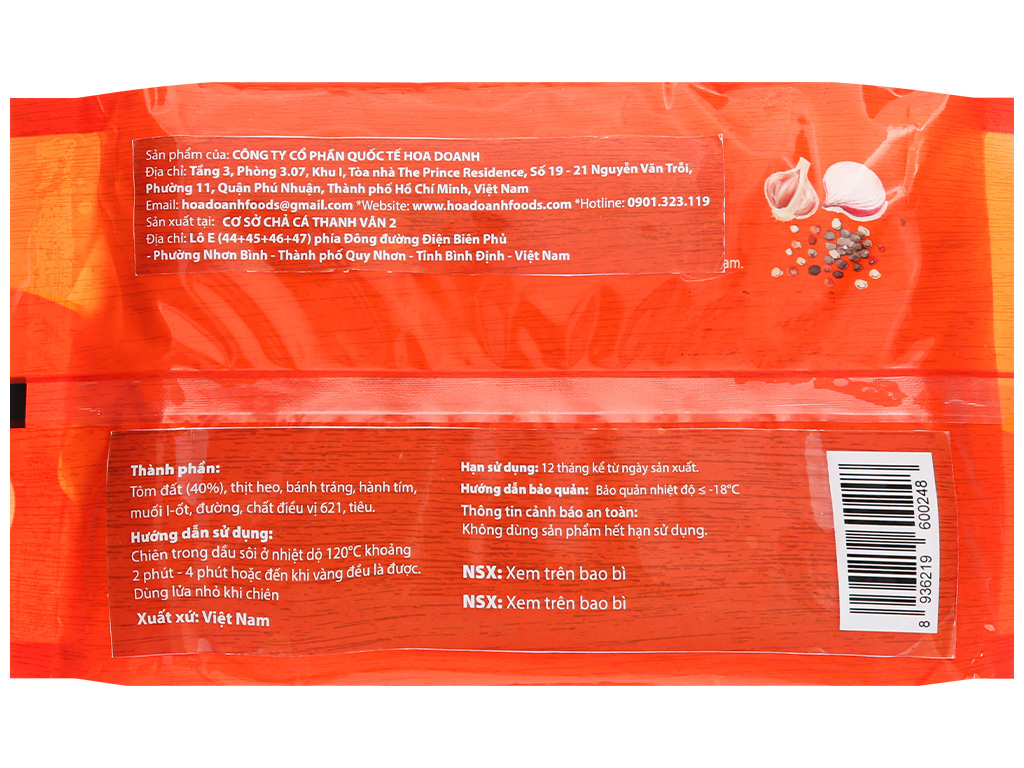 Sản phẩm của: CÔNG TY CỔ PHẦN QUỐC TẾ HOA DOANH
Địa chỉ: Tầng 3, Phòng 3.07, Khu I, Tòa nhà The Prince Residence, Số 19 - 21 Nguyễn Văn Trỗi,
Phường 11, Quận Phú Nhuận, Thành phố Hồ Chí Minh, Việt Nam
Email: hoadoanhfoods@gmail.com *Website: www.hoadoanhfoods.com *Hotline: 0901.323.119
Sản xuất tại: CƠ SỞ CHẢ CÁ THANH VÂN 2
Địa chỉ: Lô E (44+45+46+47) phía Đông đường Điện Biên Phủ
- Phường Nhơn Bình - Thành phố Quy Nhơn - Tỉnh Bình Định - Việt Nam
am.
Thành phần:
Tôm đất (40%), thịt heo, bánh tráng, hành tím,
muối I-ốt, đường, chất điều vị 621, tiêu.
Hướng dẫn sử dụng:
Chiên trong dầu sôi ở nhiệt dộ 120°C khoảng
2 phút - 4 phút hoặc đến khi vàng đều là được.
Dùng lửa nhỏ khi chiên
Xuất xứ: Việt Nam
Hạn sử dụng: 12 tháng kể từ ngày sản xuất.
Hướng dẫn bảo quản: Bảo quản nhiệt độ ≤ -18°C
Thông tin cảnh báo an toàn:
Không dùng sản phẩm hết hạn sử dụng.
NSX: Xem trên bao bì
NSX: Xem trên bao bì
8 936219 600248